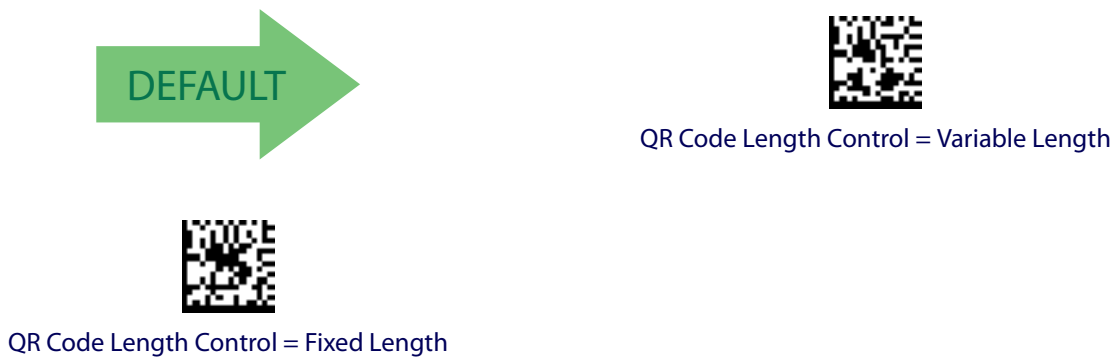 DEFAULT
QR Code Length Control = Variable Length
QR Code Length Control = Fixed Length